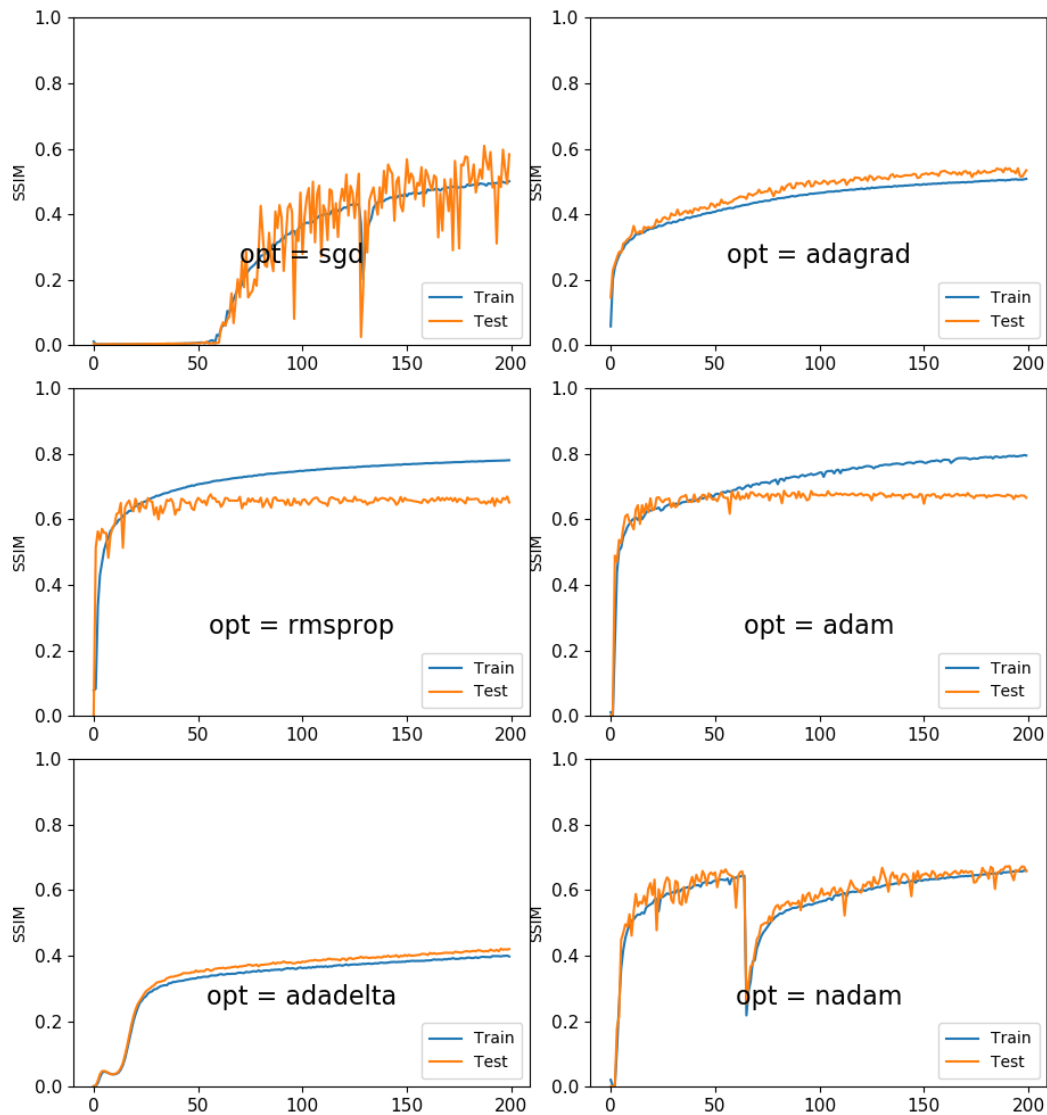 1.0
0.8
0.6
0.4
0.2
0.0
SSIM
opt = sgd
Train
Test
0 50 100 150 200
1.0
0.8
0.6
0.4
0.2
0.0
SSIM
opt = adagrad
Train
Test
0 50 100 150 200
1.0
0.8
0.6
0.4
0.2
0.0
SSIM
opt = rmsprop
Train
Test
0 50 100 150 200
1.0
0.8
0.6
0.4
0.2
0.0
SSIM
opt = adam
Train
Test
0 50 100 150 200
1.0
0.8
0.6
0.4
0.2
0.0
SSIM
opt = adadelta
Train
Test
0 50 100 150 200
1.0
0.8
0.6
0.4
0.2
0.0
SSIM
opt = nadam
Train
Test
0 50 100 150 200